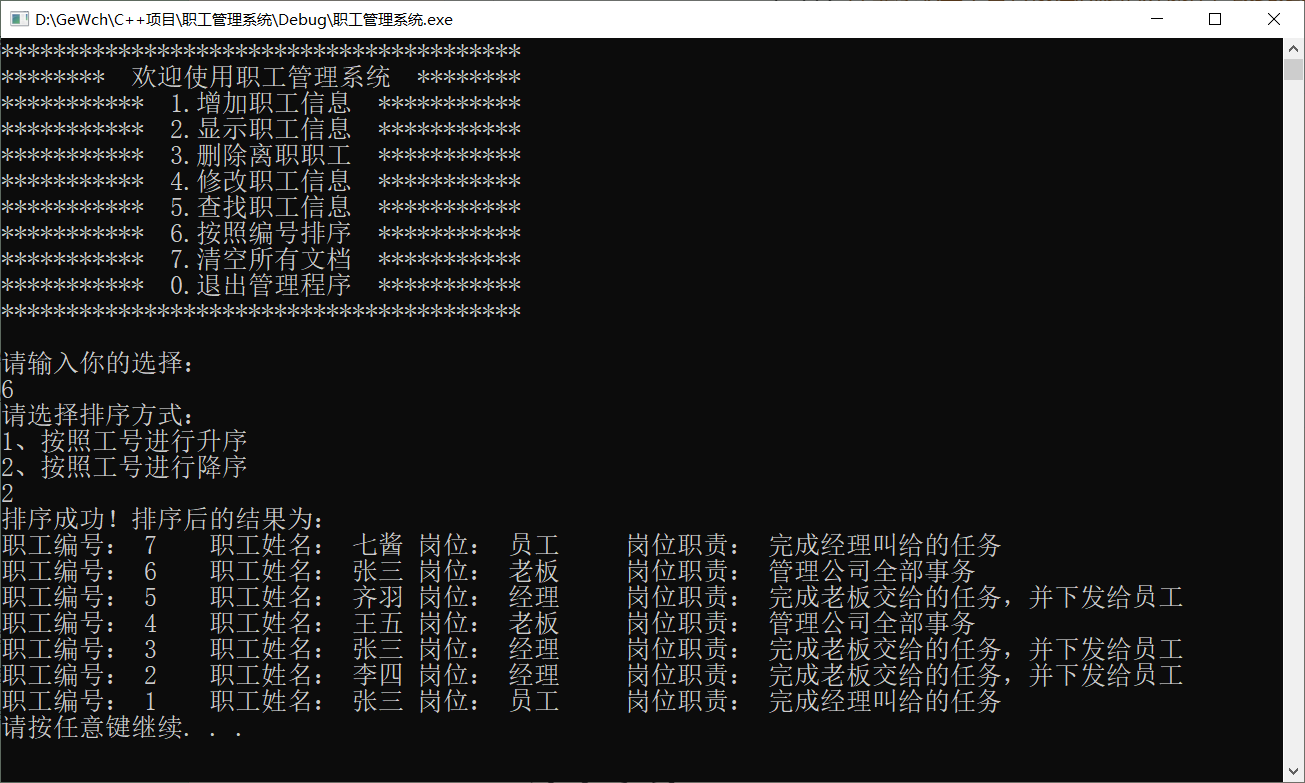 D:\GeWch\C++项目\职工管理系统\Debug\职工管理系统.exe
****************************************
********  欢迎使用职工管理系统  ********
***********  1.增加职工信息  ***********
***********  2.显示职工信息  ***********
***********  3.删除离职职工  ***********
***********  4.修改职工信息  ***********
***********  5.查找职工信息  ***********
***********  6.按照编号排序  ***********
***********  7.清空所有文档  ***********
***********  0.退出管理程序  ***********
****************************************
请输入你的选择：
6
请选择排序方式：
1、按照工号进行升序
2、按照工号进行降序
2
排序成功！排序后的结果为：
职工编号： 7    职工姓名： 七酱 岗位： 员工     岗位职责： 完成经理叫给的任务
职工编号： 6    职工姓名： 张三 岗位： 老板     岗位职责： 管理公司全部事务
职工编号： 5    职工姓名： 齐羽 岗位： 经理     岗位职责： 完成老板交给的任务，并下发给员工
职工编号： 4    职工姓名： 王五 岗位： 老板     岗位职责： 管理公司全部事务
职工编号： 3    职工姓名： 张三 岗位： 经理     岗位职责： 完成老板交给的任务，并下发给员工
职工编号： 2    职工姓名： 李四 岗位： 经理     岗位职责： 完成老板交给的任务，并下发给员工
职工编号： 1    职工姓名： 张三 岗位： 员工     岗位职责： 完成经理叫给的任务
请按任意键继续. . .